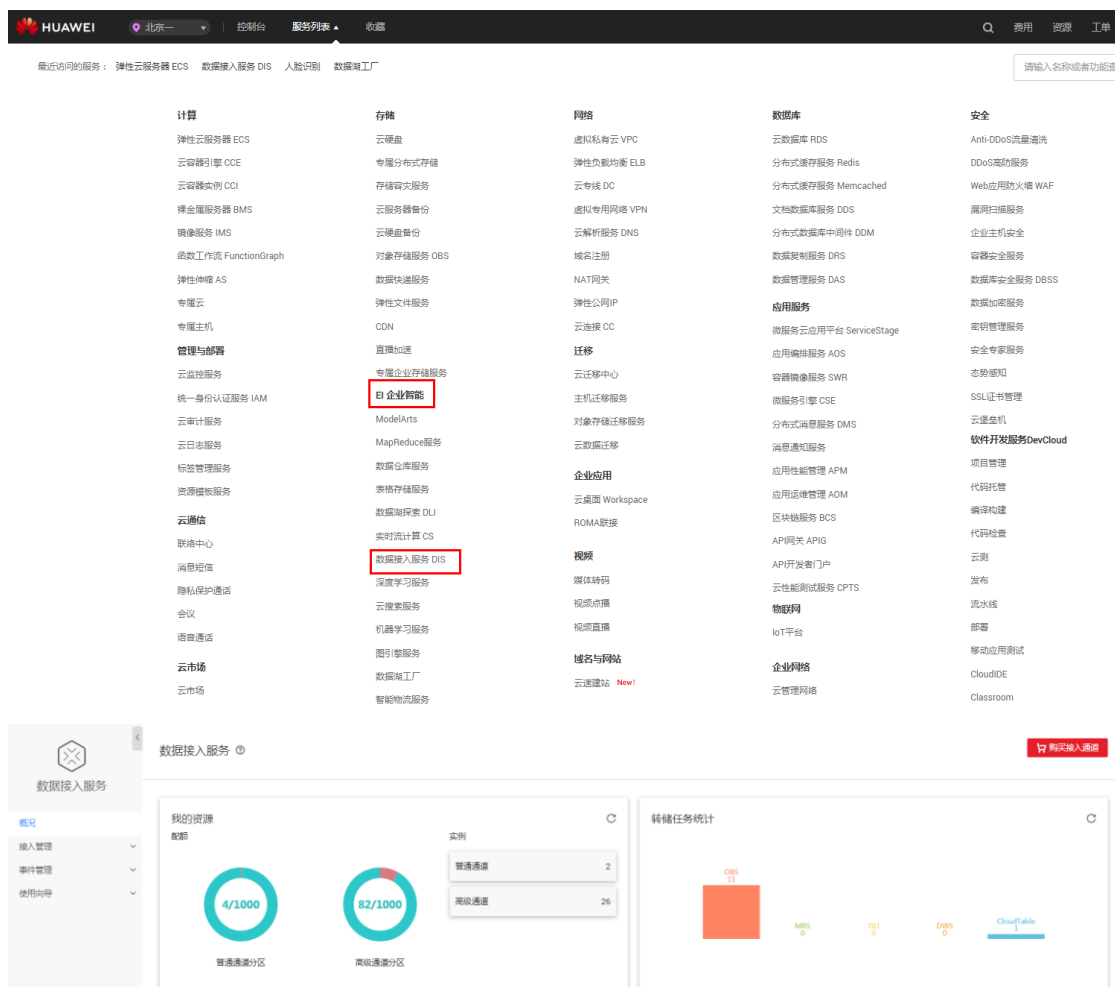 HUAWEI 北京一 控制台 服务列表 收藏 费用 资源 工单
最近访问的服务： 弹性云服务器 ECS 数据接入服务 DIS 人脸识别 数据湖工厂 请输入名称或者功能查
计算
弹性云服务器 ECS
云容器引擎 CCE
云容器实例 CCI
裸金属服务器 BMS
镜像服务 IMS
函数工作流 FunctionGraph
弹性伸缩 AS
专属云
专属主机
管理与部署
云监控服务
统一身份认证服务 IAM
云审计服务
云日志服务
标签管理服务
资源模板服务
云通信
联络中心
消息短信
隐私保护通话
会议
语音通话
云市场
云市场
存储
云硬盘
专属分布式存储
存储容灾服务
云服务器备份
云硬盘备份
对象存储服务 OBS
数据快递服务
弹性文件服务
CDN
直播加速
专属企业存储服务
EI 企业智能
ModelArts
MapReduce服务
数据仓库服务
表格存储服务
数据湖探索 DLI
实时流计算 CS
数据接入服务 DIS
深度学习服务
云搜索服务
机器学习服务
图引擎服务
数据湖工厂
智能物流服务
网络
虚拟私有云 VPC
弹性负载均衡 ELB
云专线 DC
虚拟专用网络 VPN
云解析服务 DNS
域名注册
NAT网关
弹性公网IP
云连接 CC
迁移
云迁移中心
主机迁移服务
对象存储迁移服务
云数据迁移
企业应用
云桌面 Workspace
ROMA联接
视频
媒体转码
视频点播
视频直播
域名与网站
云速建站 New!
数据库
云数据库 RDS
分布式缓存服务 Redis
分布式缓存服务 Memcached
文档数据库服务 DDS
分布式数据库中间件 DDM
数据复制服务 DRS
数据管理服务 DAS
应用服务
微服务云应用平台 ServiceStage
应用编排服务 AOS
容器镜像服务 SWR
微服务引擎 CSE
分布式消息服务 DMS
消息通知服务
应用性能管理 APM
应用运维管理 AOM
区块链服务 BCS
API网关 APIG
API开发者门户
云性能测试服务 CPTS
物联网
IoT平台
企业网络
云管理网络
安全
Anti-DDoS流量清洗
DDoS高防服务
Web应用防火墙 WAF
漏洞扫描服务
企业主机安全
容器安全服务
数据库安全服务 DBSS
数据加密服务
密钥管理服务
安全专家服务
态势感知
SSL证书管理
云堡垒机
软件开发服务DevCloud
项目管理
代码托管
编译构建
代码检查
云测
发布
流水线
部署
移动应用测试
CloudIDE
Classroom
数据接入服务
概况
接入管理
事件管理
使用向导
数据接入服务
购买接入通道
我的资源
配额
4/1000
普通通道分区
82/1000
高级通道分区
实例
普通通道 2
高级通道 26
转储任务统计
OBS
11
MRS
0
DLI
0
DWS
0
CloudTable
1